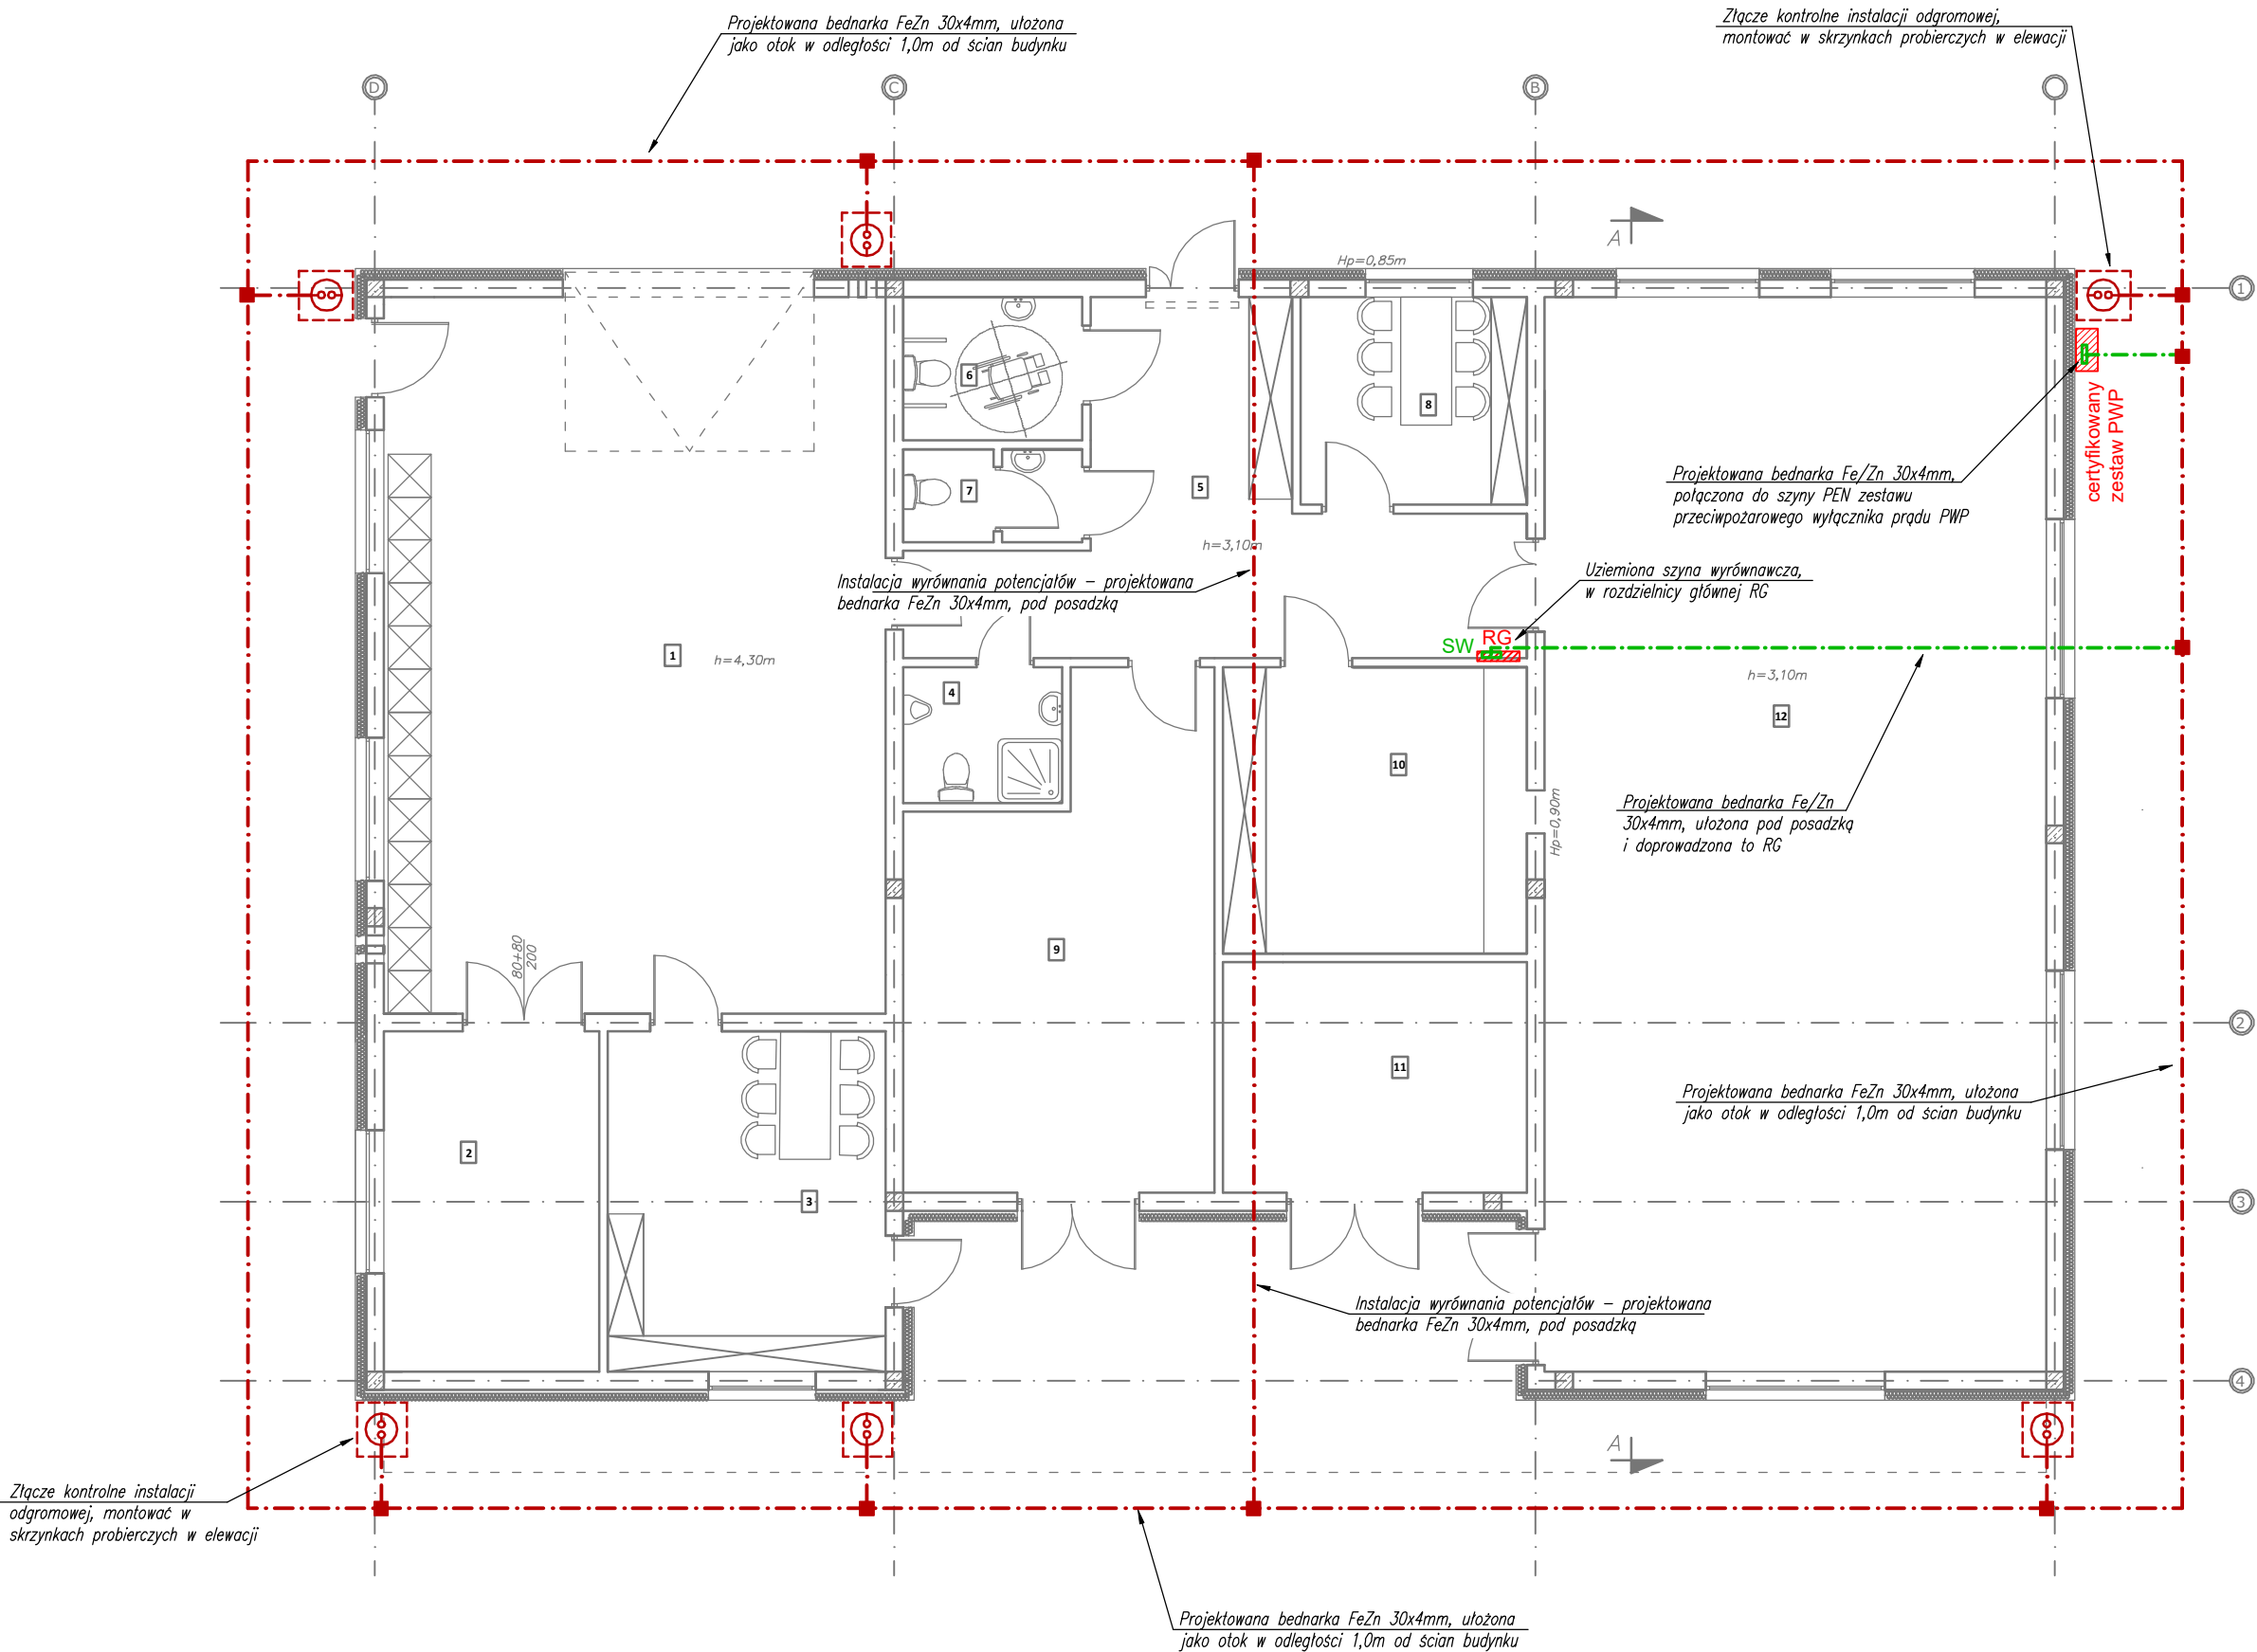 Projektowana bednarka FeZn 30x4mm, ułożona
jako otok w odległości 1,0m od ścian budynku
Złącze kontrolne instalacji odgromowej,
montować w skrzynkach probierczych w elewacji
D
C
B
A
Hp=0,85m
1
6
8
certyfikowany
zestaw PWP
7
5
Projektowana bednarka Fe/Zn 30x4mm,
połączona do szyny PEN zestawu
przeciwpożarowego wyłącznika prądu PWP
h=3,10m
Instalacja wyrównania potencjałów – projektowana
bednarka FeZn 30x4mm, pod posadzką
Uziemiona szyna wyrównawcza,
w rozdzielnicy głównej RG
SW
RG
1
h=4,30m
4
h=3,10m
12
10
Hp=0,90m
Projektowana bednarka Fe/Zn
30x4mm, ułożona pod posadzką
i doprowadzona to RG
80+80
200
9
2
11
Projektowana bednarka FeZn 30x4mm, ułożona
jako otok w odległości 1,0m od ścian budynku
2
3
3
Instalacja wyrównania potencjałów – projektowana
bednarka FeZn 30x4mm, pod posadzką
4
A
Złącze kontrolne instalacji
odgromowej, montować w
skrzynkach probierczych w elewacji
Projektowana bednarka FeZn 30x4mm, ułożona
jako otok w odległości 1,0m od ścian budynku